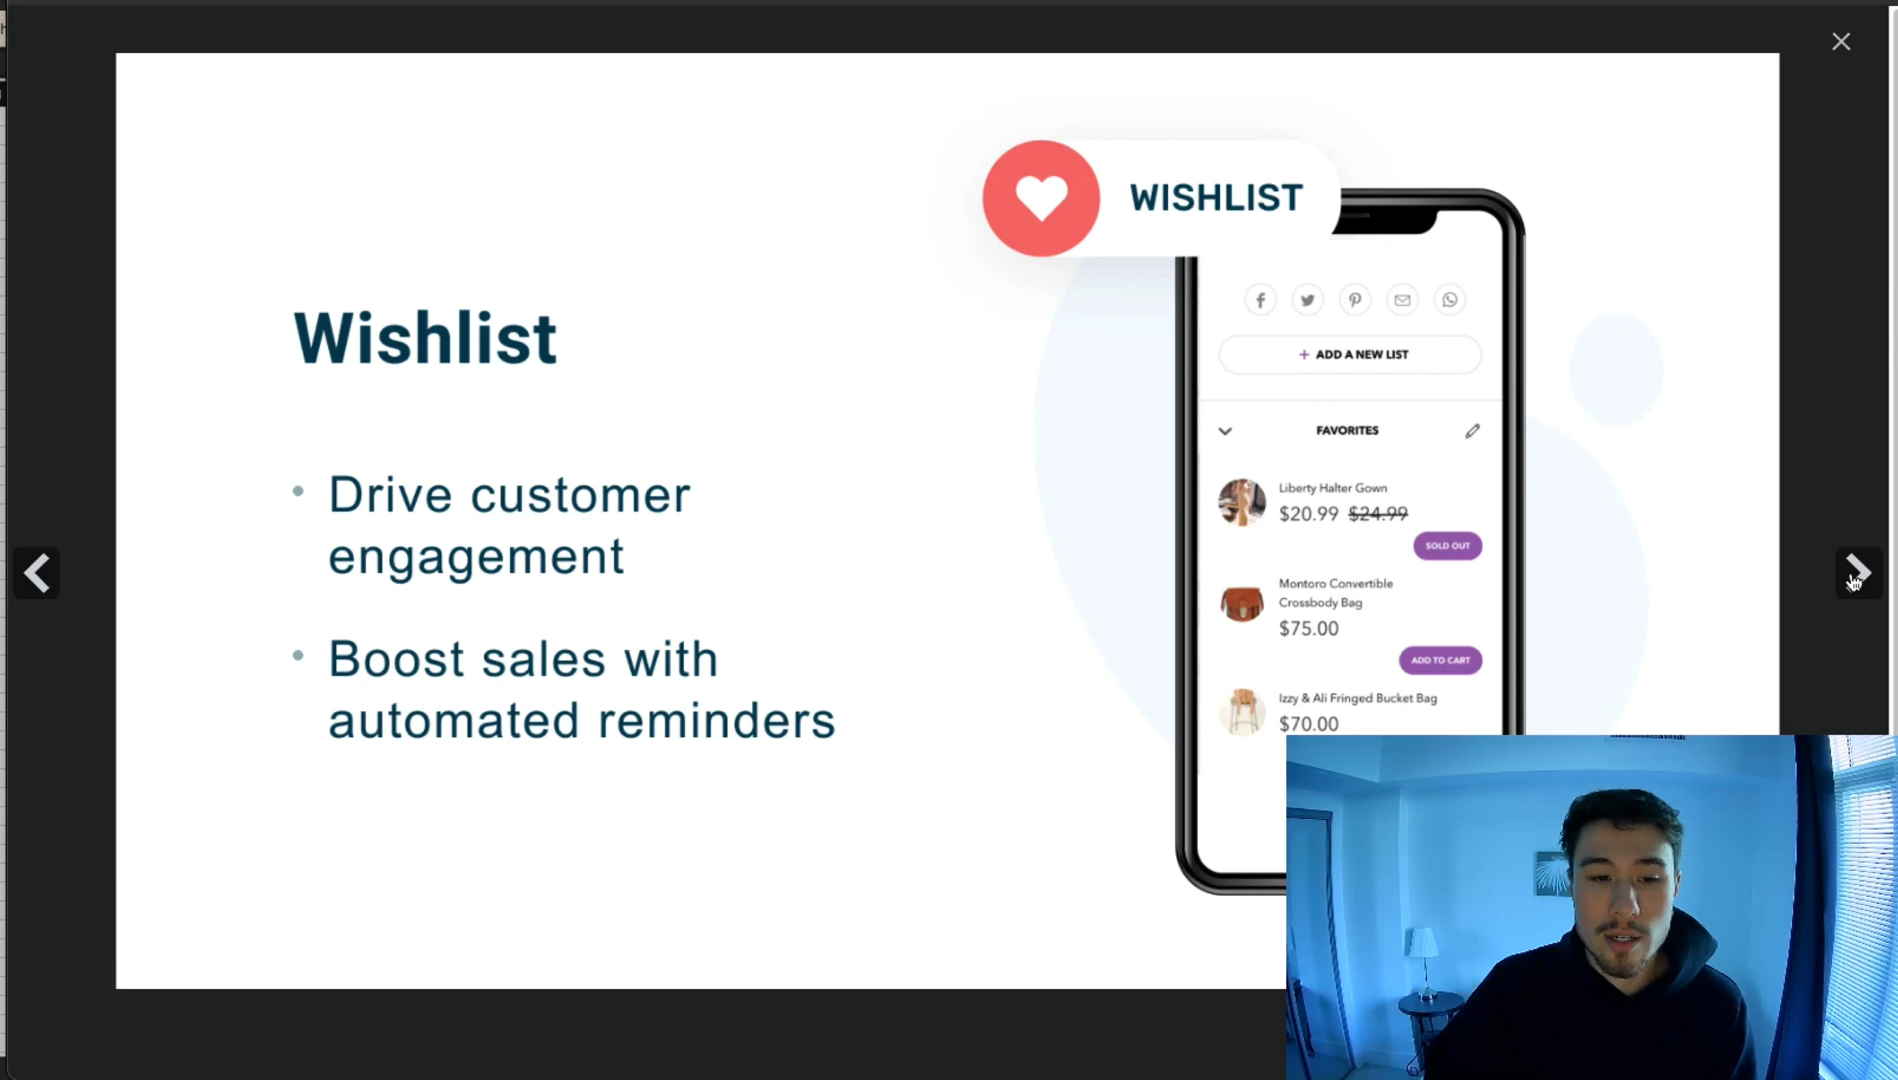 WISHLIST
Wishlist
Drive customer
engagement
Boost sales with
automated reminders
+ ADD A NEW LIST
FAVORITES
Liberty Halter Gown
$20.99 $24.99
SOLD OUT
Montoro Convertible
Crossbody Bag
$75.00
ADD TO CART
Izzy & Ali Fringed Bucket Bag
$70.00